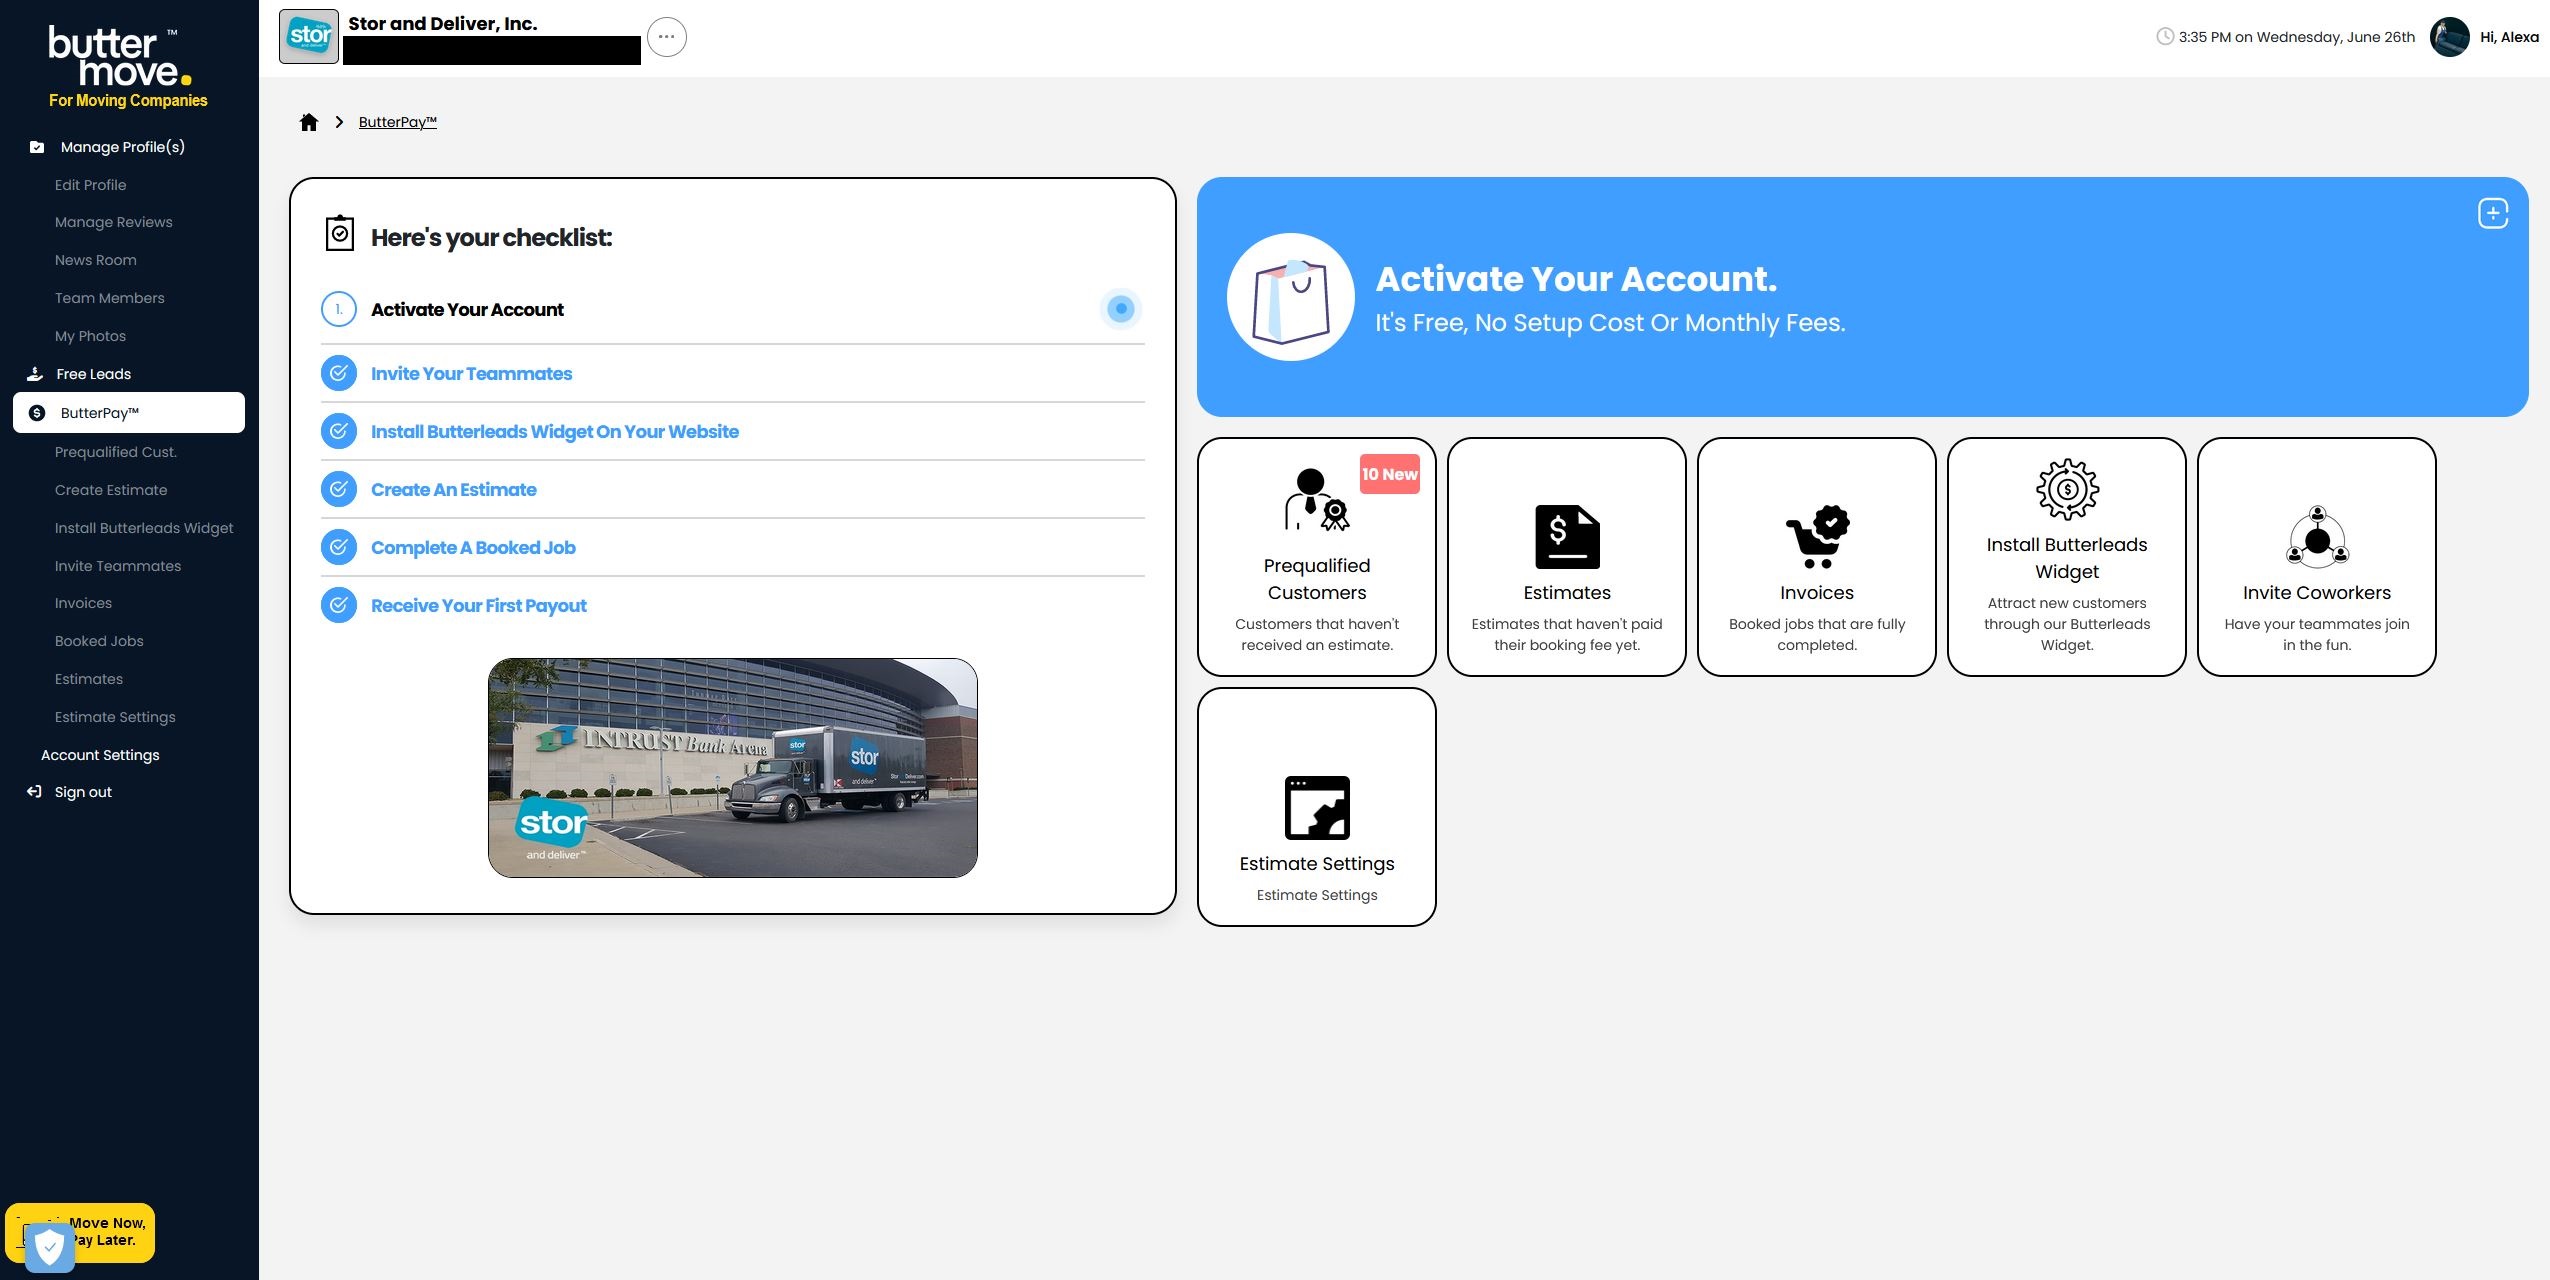 butter™
move.
For Moving Companies
Manage Profile(s)
Edit Profile
Manage Reviews
News Room
Team Members
My Photos
Free Leads
ButterPay™
Prequalified Cust.
Create Estimate
Install Butterleads Widget
Invite Teammates
Invoices
Booked Jobs
Estimates
Estimate Settings
Account Settings
Sign out
Move Now,
Pay Later.
stor
and deliver
Stor and Deliver, Inc.
3:35 PM on Wednesday, June 26th
Hi, Alexa
ButterPay™
Here's your checklist:
1.
Activate Your Account
Invite Your Teammates
Install Butterleads Widget On Your Website
Create An Estimate
Complete A Booked Job
Receive Your First Payout
INTRUST Bank Arena
stor
stor
and deliver
stor
and deliver™
Activate Your Account.
It's Free, No Setup Cost Or Monthly Fees.
10 New
Prequalified
Customers
Customers that haven't
received an estimate.
Estimates
Estimates that haven't paid
their booking fee yet.
Invoices
Booked jobs that are fully
completed.
Install Butterleads
Widget
Attract new customers
through our Butterleads
Widget.
Invite Coworkers
Have your teammates join
in the fun.
Estimate Settings
Estimate Settings